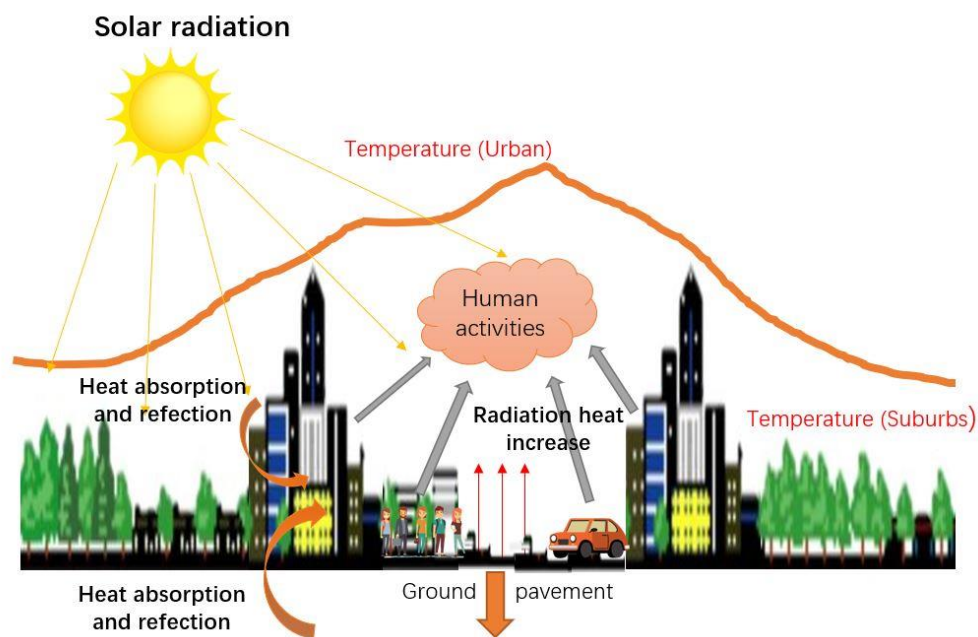 Solar radiation
Temperature (Urban)
Human
activities
Heat absorption
and refection
Radiation heat
increase
Temperature (Suburbs)
Ground pavement
Heat absorption
and refection